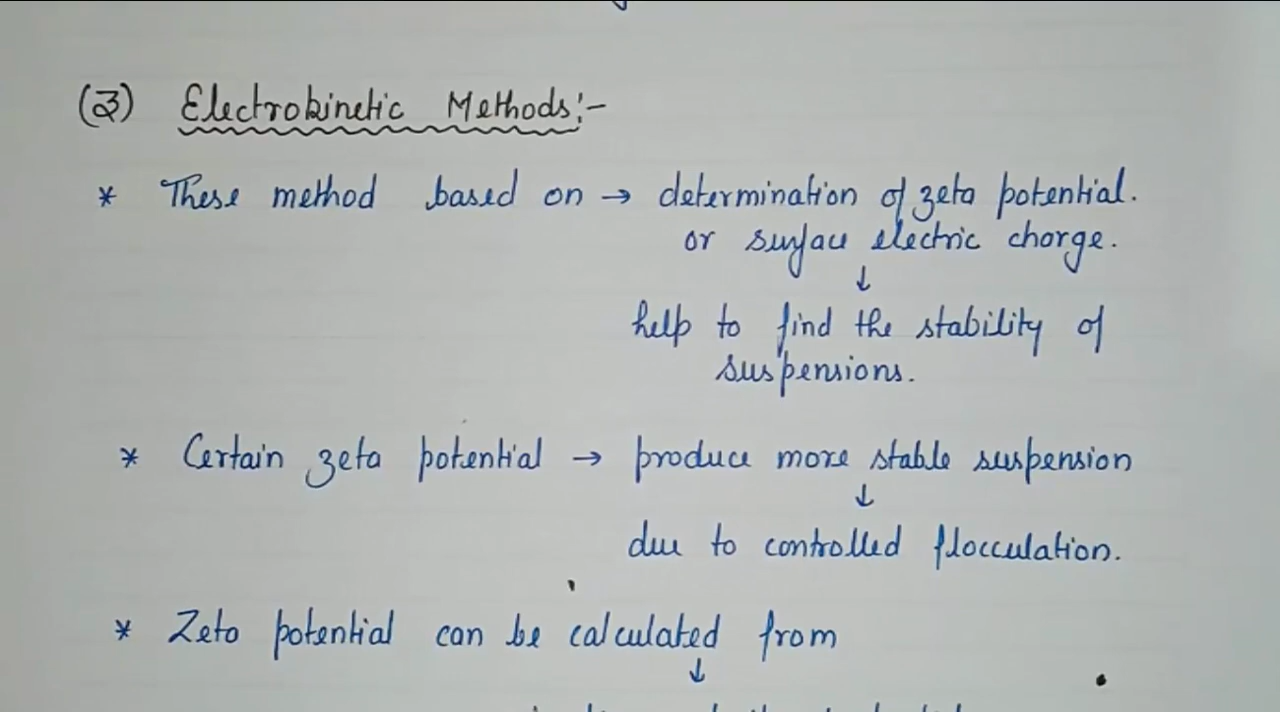 (3) Electrokinetic Methods:-
* These method based on → determination of zeta potential.
or surface electric charge.
↓
help to find the stability of
suspensions.
* Certain zeta potential → produce more stable suspension
↓
due to controlled flocculation.
* Zeta potential can be calculated from
↓